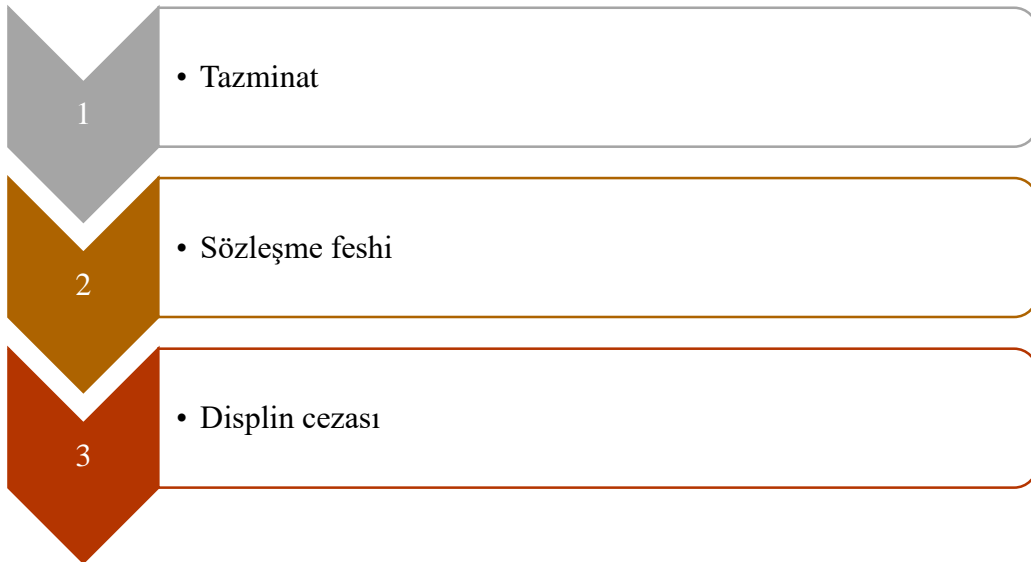 1
• Tazminat
2
• Sözleşme feshi
3
• Displin cezası